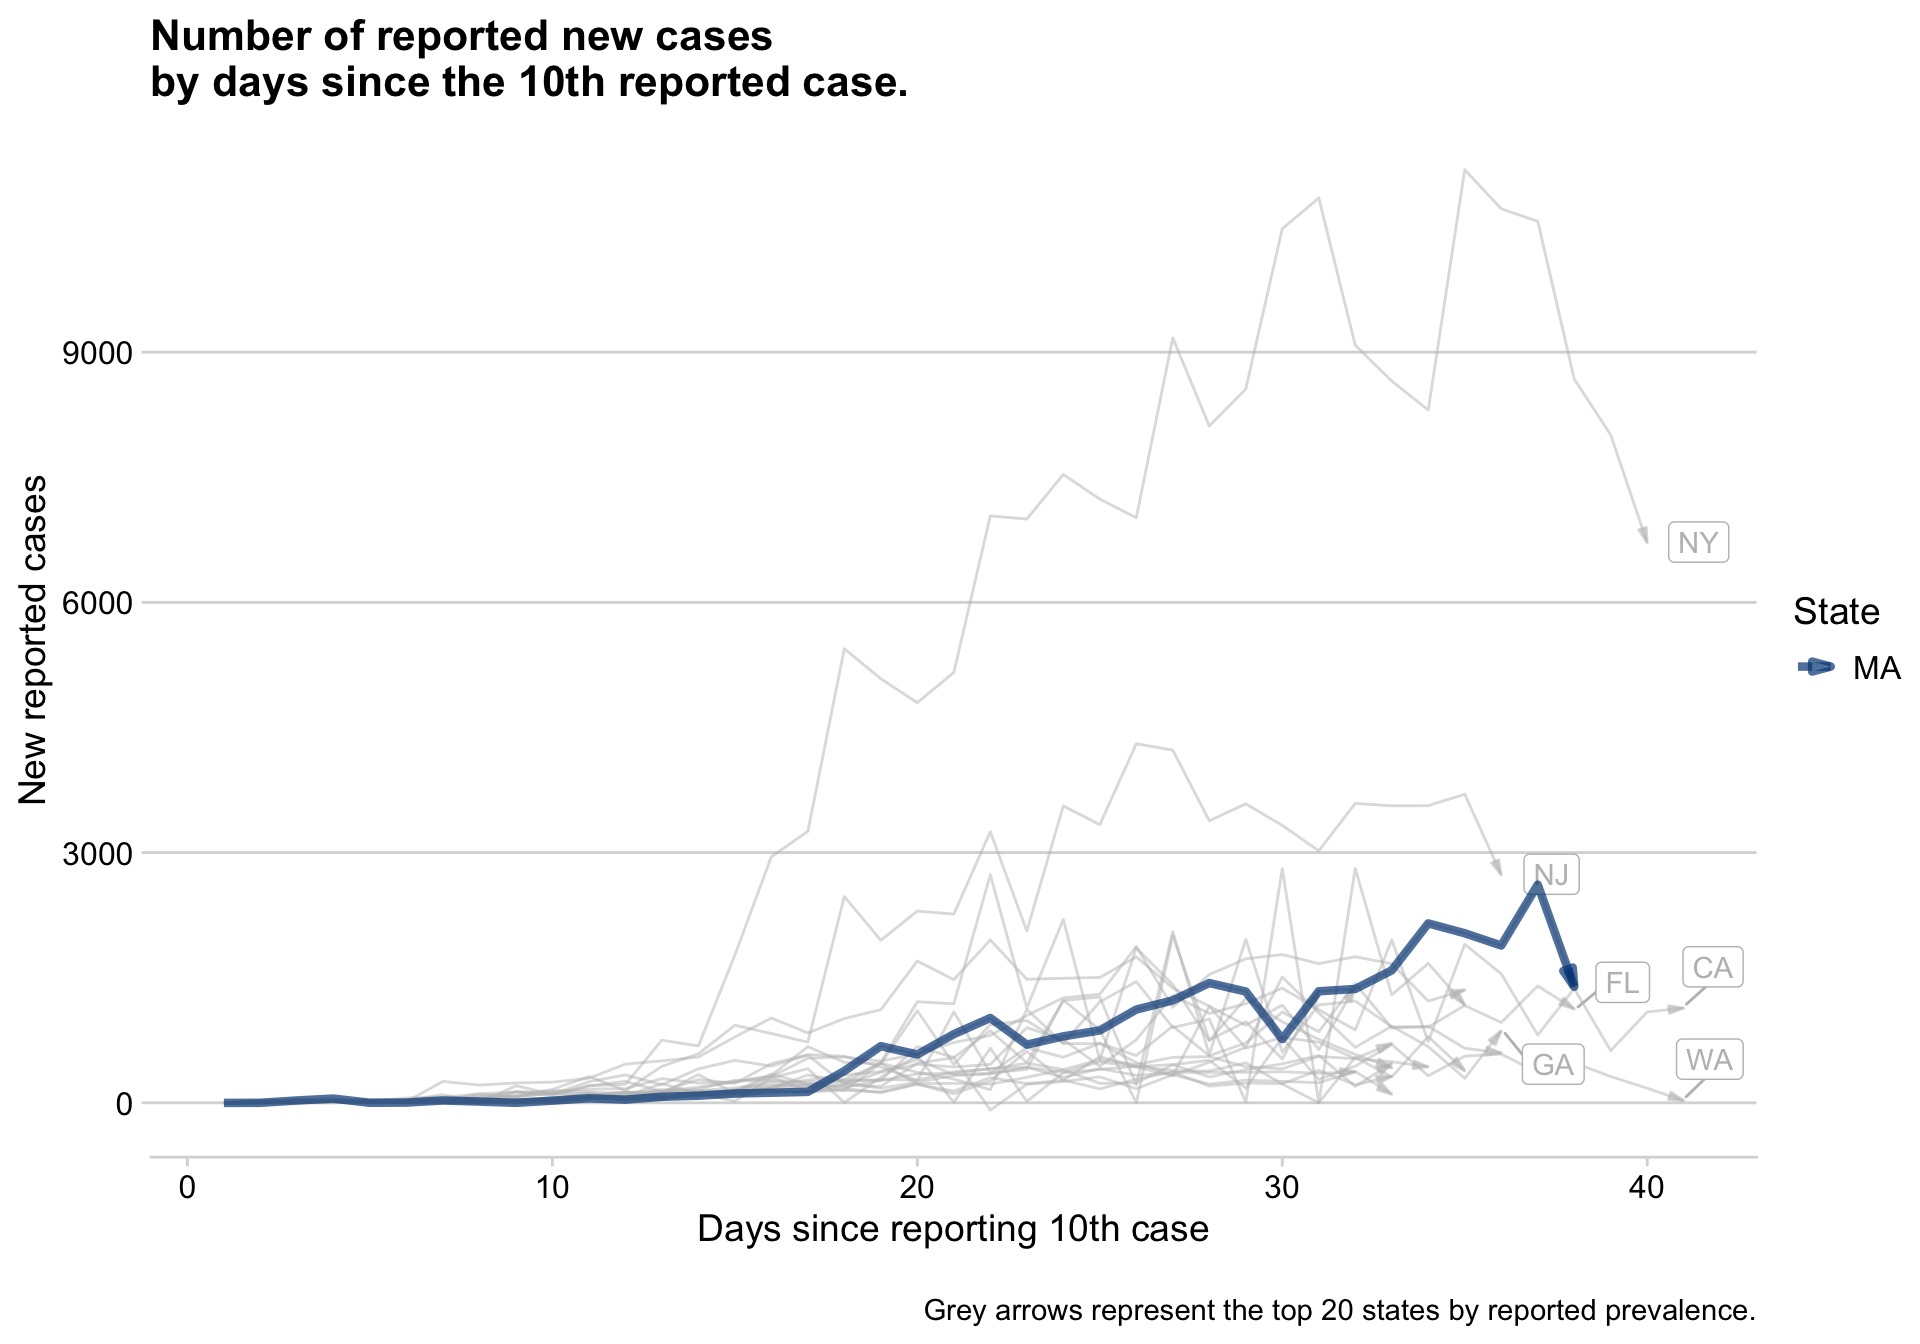 Number of reported new cases
by days since the 10th reported case.
New reported cases
9000
6000
3000
0
NY
NJ
FL
CA
GA
WA
State
MA
0 10 20 30 40
Days since reporting 10th case
Grey arrows represent the top 20 states by reported prevalence.